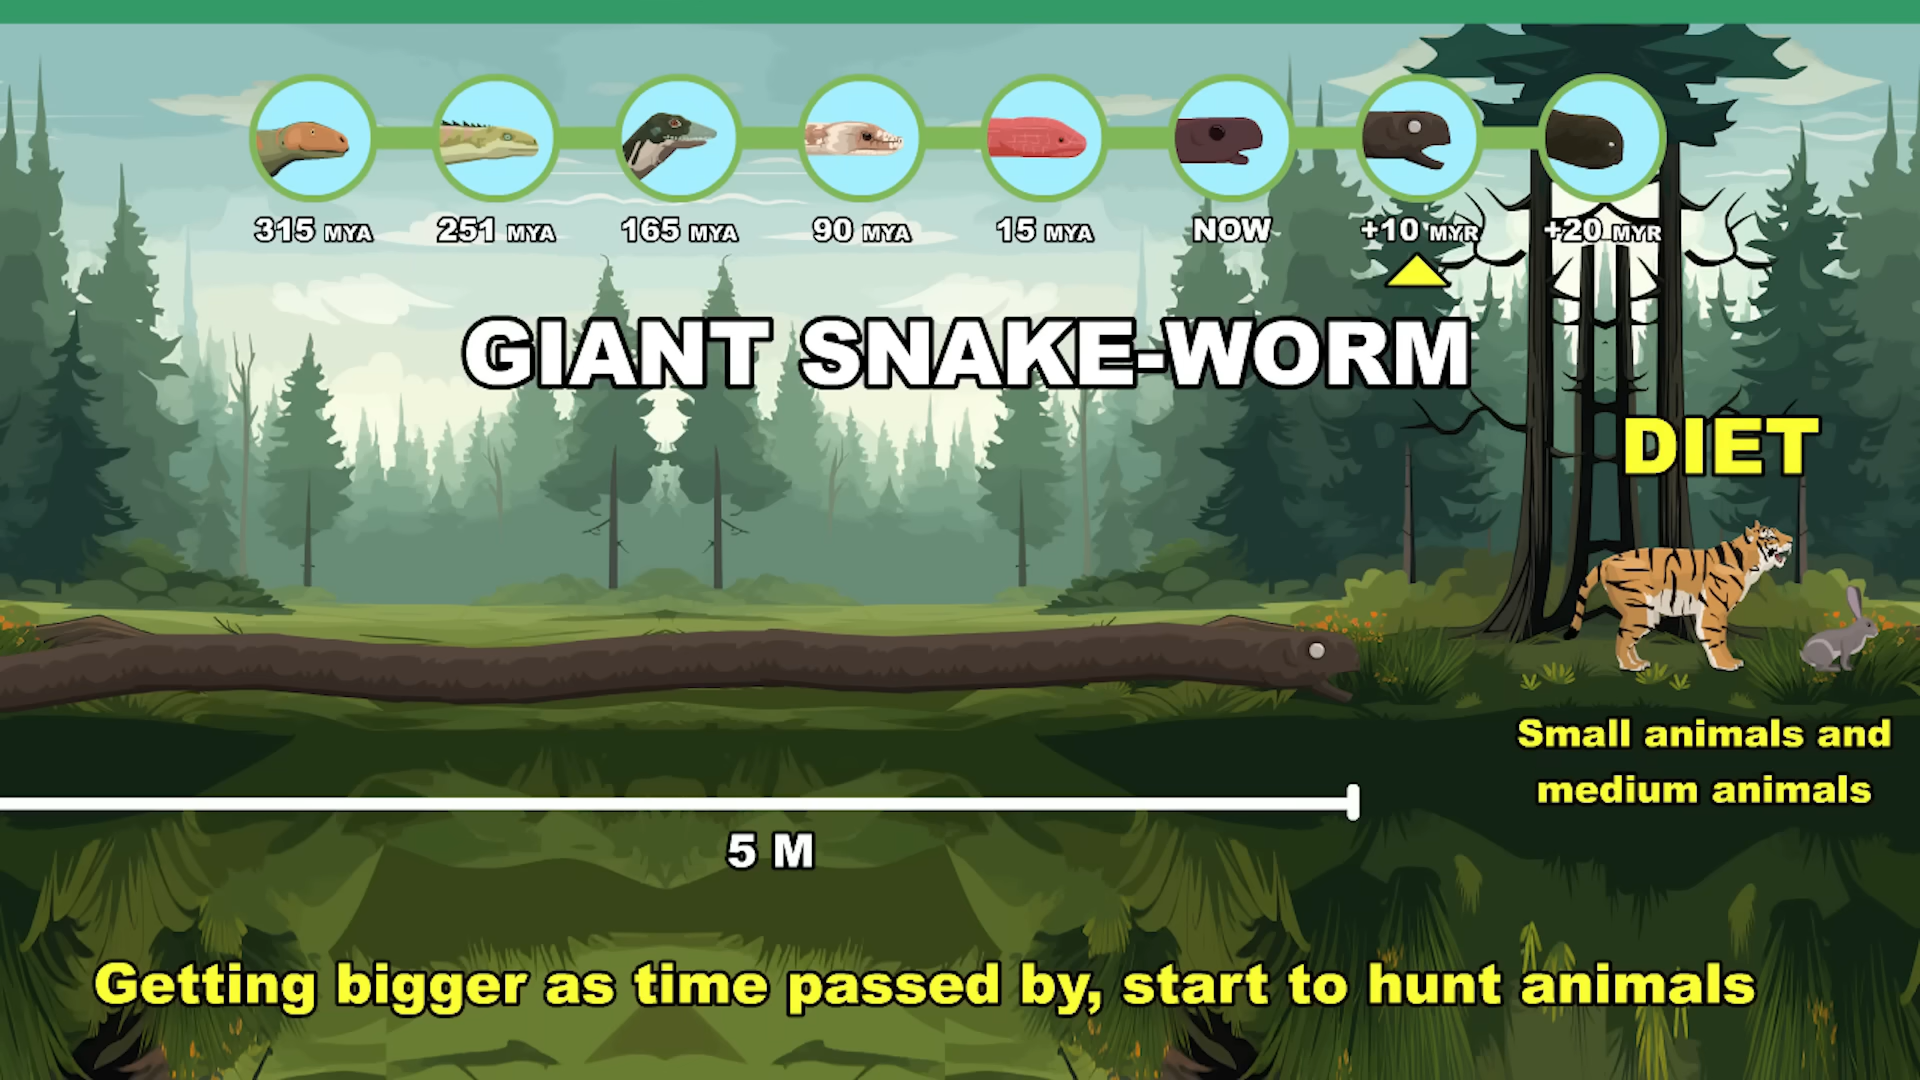 315 MYA 251 MYA 165 MYA 90 MYA 15 MYA NOW +10 MYR +20 MYR
GIANT SNAKE-WORM
DIET
Small animals and
medium animals
5 M
Getting bigger as time passed by, start to hunt animals